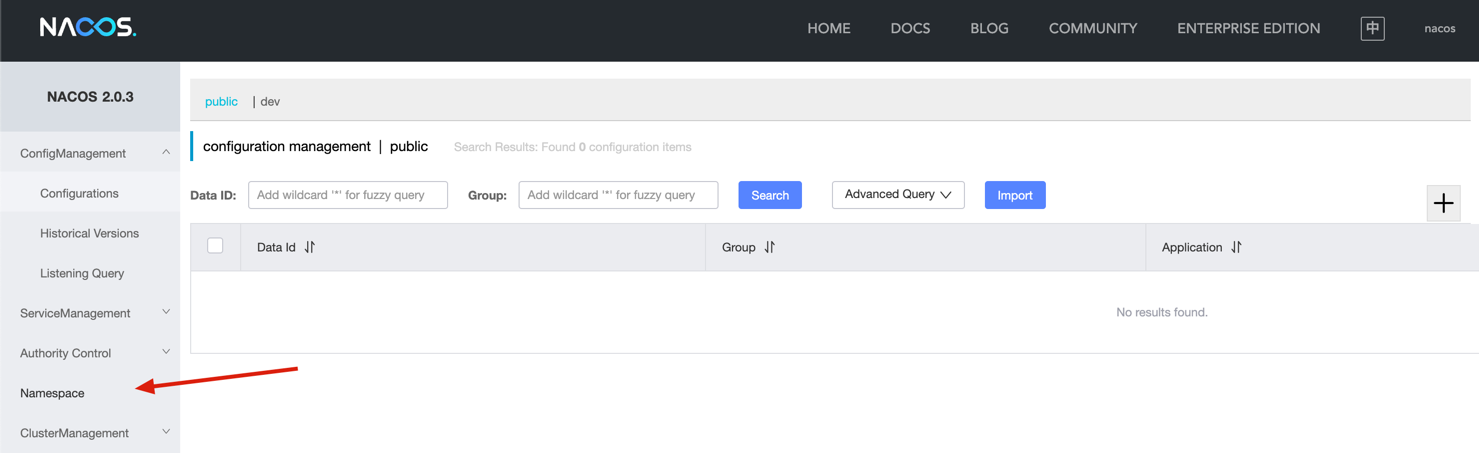 NACOS.
HOME DOCS BLOG COMMUNITY ENTERPRISE EDITION 中 nacos
NACOS 2.0.3
ConfigManagement
Configurations
Historical Versions
Listening Query
ServiceManagement
Authority Control
Namespace
ClusterManagement
public | dev
configuration management | public Search Results: Found 0 configuration items
Data ID: Add wildcard '*' for fuzzy query Group: Add wildcard '*' for fuzzy query Search Advanced Query Import
Data Id Group Application
No results found.